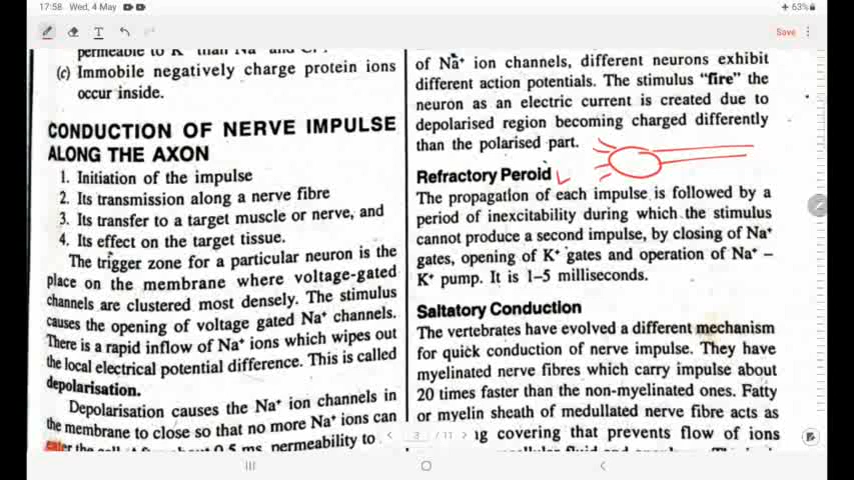 17:58 Wed, 4 May
63%
T
Save
permeable to K⁺ than Na⁺ and
(c) Immobile negatively charge protein ions
occur inside.
CONDUCTION OF NERVE IMPULSE
ALONG THE AXON
1. Initiation of the impulse
2. Its transmission along a nerve fibre
3. Its transfer to a target muscle or nerve, and
4. Its effect on the target tissue.
The trigger zone for a particular neuron is the
place on the membrane where voltage-gated
channels are clustered most densely. The stimulus
causes the opening of voltage gated Na⁺ channels.
There is a rapid inflow of Na⁺ ions which wipes out
the local electrical potential difference. This is called
depolarisation.
Depolarisation causes the Na⁺ ion channels in
the membrane to close so that no more Na⁺ ions can
enter the 0.5 ms, permeability to
of Na⁺ ion channels, different neurons exhibit
different action potentials. The stimulus "fire" the
neuron as an electric current is created due to
depolarised region becoming charged differently
than the polarised part.
Refractory Peroid
The propagation of each impulse is followed by a
period of inexcitability during which the stimulus
cannot produce a second impulse, by closing of Na⁺
gates, opening of K⁺ gates and operation of Na⁺ –
K⁺ pump. It is 1–5 milliseconds.
Saltatory Conduction
The vertebrates have evolved a different mechanism
for quick conduction of nerve impulse. They have
myelinated nerve fibres which carry impulse about
20 times faster than the non-myelinated ones. Fatty
or myelin sheath of medullated nerve fibre acts as
covering that prevents flow of ions
3 / 11